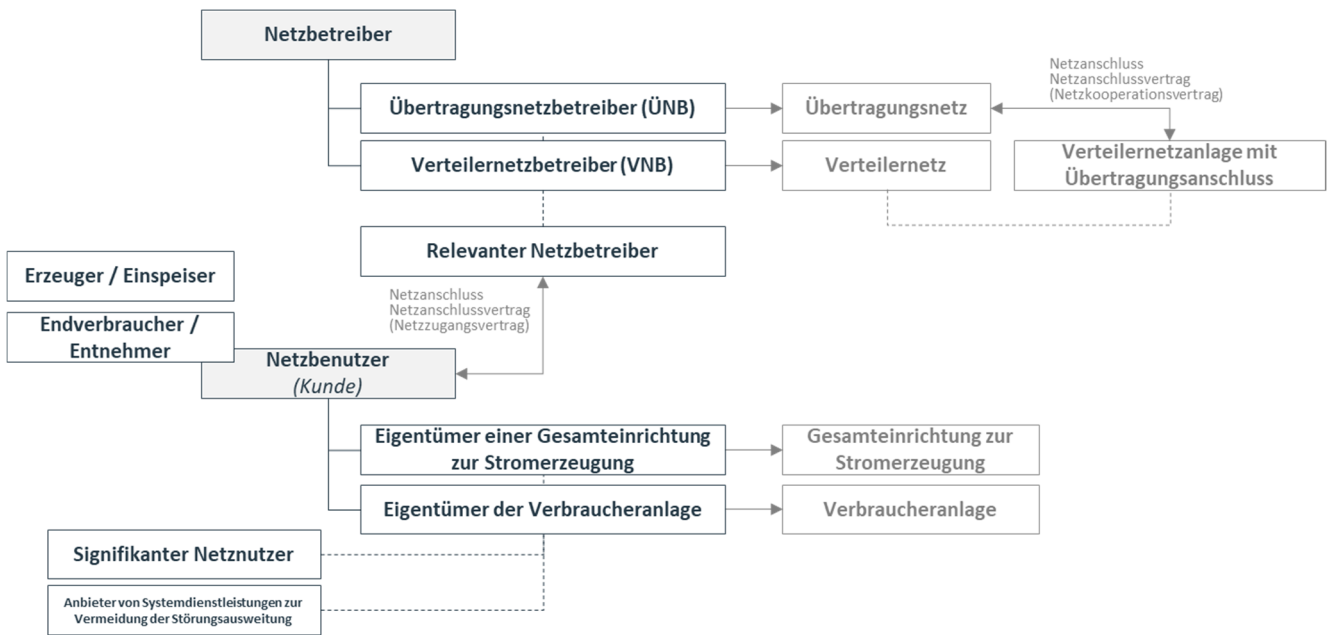 Netzbetreiber
Übertragungsnetzbetreiber (ÜNB)
Übertragungsnetz
Netzanschluss
Netzanschlussvertrag
(Netzkooperationsvertrag)
Verteilernetzbetreiber (VNB)
Verteilernetz
Verteilernetzanlage mit
Übertragungsanschluss
Relevanter Netzbetreiber
Erzeuger / Einspeiser
Endverbraucher /
Entnehmer
Netzanschluss
Netzanschlussvertrag
(Netzzugangsvertrag)
Netzbenutzer
(Kunde)
Eigentümer einer Gesamteinrichtung
zur Stromerzeugung
Gesamteinrichtung zur
Stromerzeugung
Eigentümer der Verbraucheranlage
Verbraucheranlage
Signifikanter Netznutzer
Anbieter von Systemdienstleistungen zur
Vermeidung der Störungsausweitung